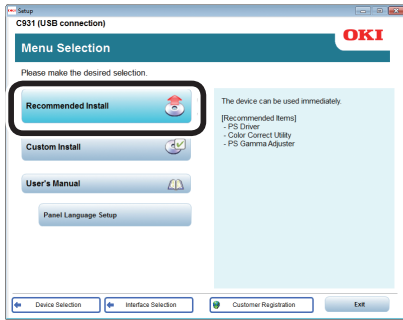 OKI Setup
C931 (USB connection)
OKI
Menu Selection
Please make the desired selection.
Recommended Install
Custom Install
User's Manual
Panel Language Setup
The device can be used immediately.
[Recommended Items]
- PS Driver
- Color Correct Utility
- PS Gamma Adjuster
Device Selection
Interface Selection
Customer Registration
Exit